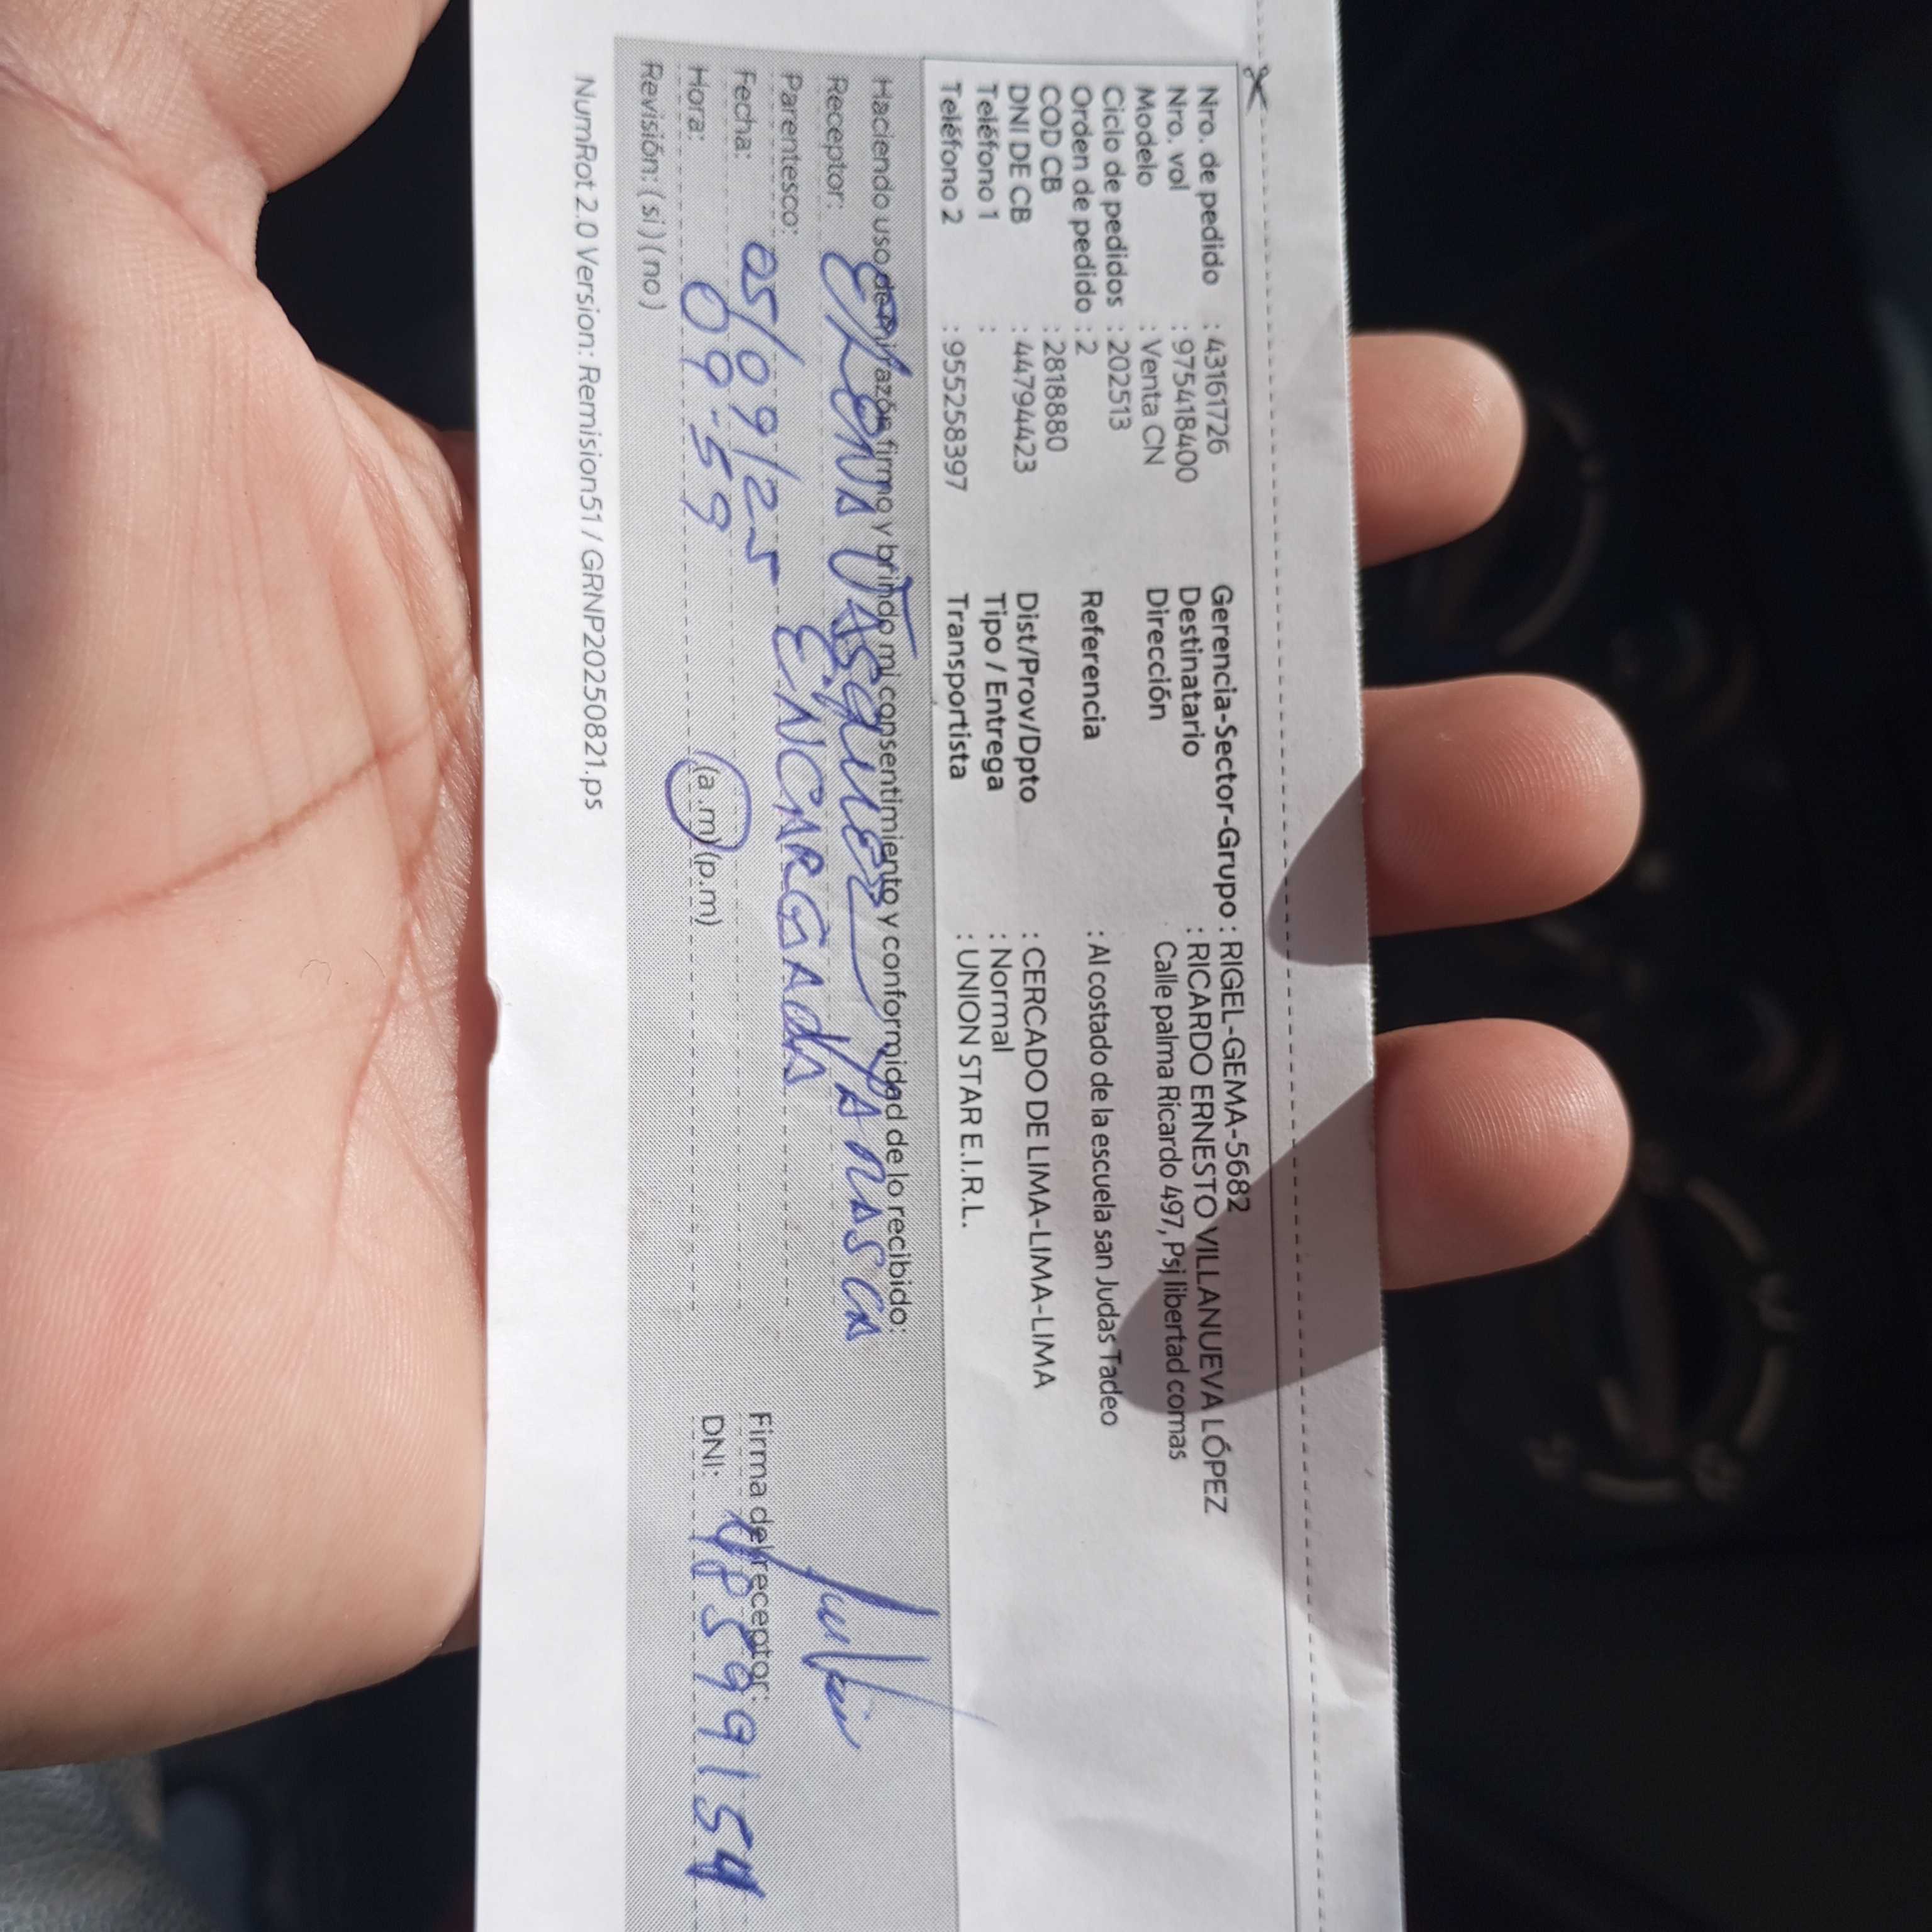 Nro. de pedido : 43161726 Gerencia-Sector-Grupo : RIGEL-GEMA-5682
Nro. vol : 975418400 Destinatario : RICARDO ERNESTO VILLANUEVA LÓPEZ
Modelo : Venta CN Dirección : Calle palma Ricardo 497, Psj libertad comas
Ciclo de pedidos : 202513
Orden de pedido : 2 Referencia : Al costado de la escuela san Judas Tadeo
COD CB : 2818880
DNI DE CB : 44794423 Dist/Prov/Dpto : CERCADO DE LIMA-LIMA-LIMA
Teléfono 1 : Tipo / Entrega : Normal
Teléfono 2 : 955258397 Transportista : UNION STAR E.I.R.L.
Haciendo uso de mi razón firmo y brindo mi consentimiento y conformidad de lo recibido:
Receptor: ELENA VASQUEZ YANASCA
Parentesco: ENCARGADA
Fecha: 05/09/25 Firma del receptor:
Hora: 09:59 (a.m) (p.m) DNI:
Revisión: (si) (no)
NumRot 2.0 Version: Remision51 / GRNP20250821.ps